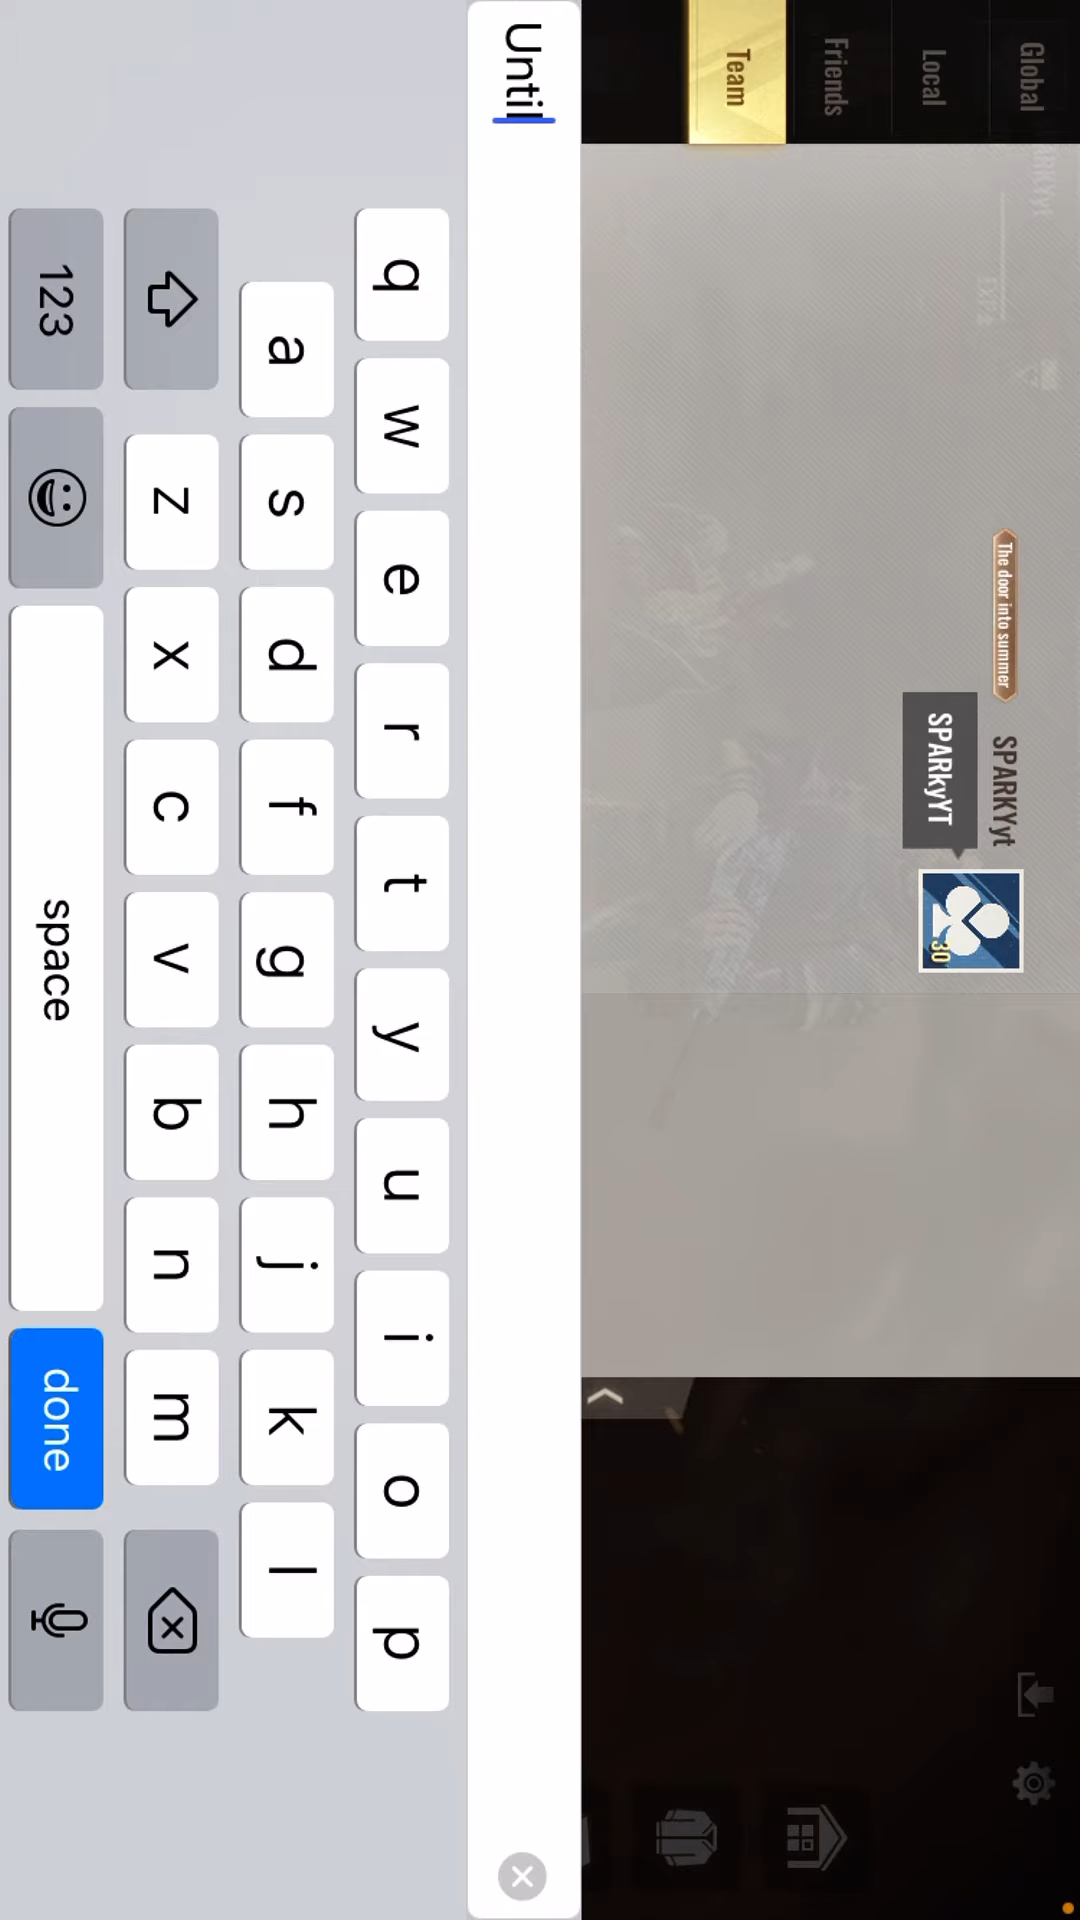 Global
Local
Friends
Team
The door into summer
SPARKYyt
SPARKyYT
30
Until
q w e r t y u i o p
a s d f g h j k l
z x c v b n m
123
space
done